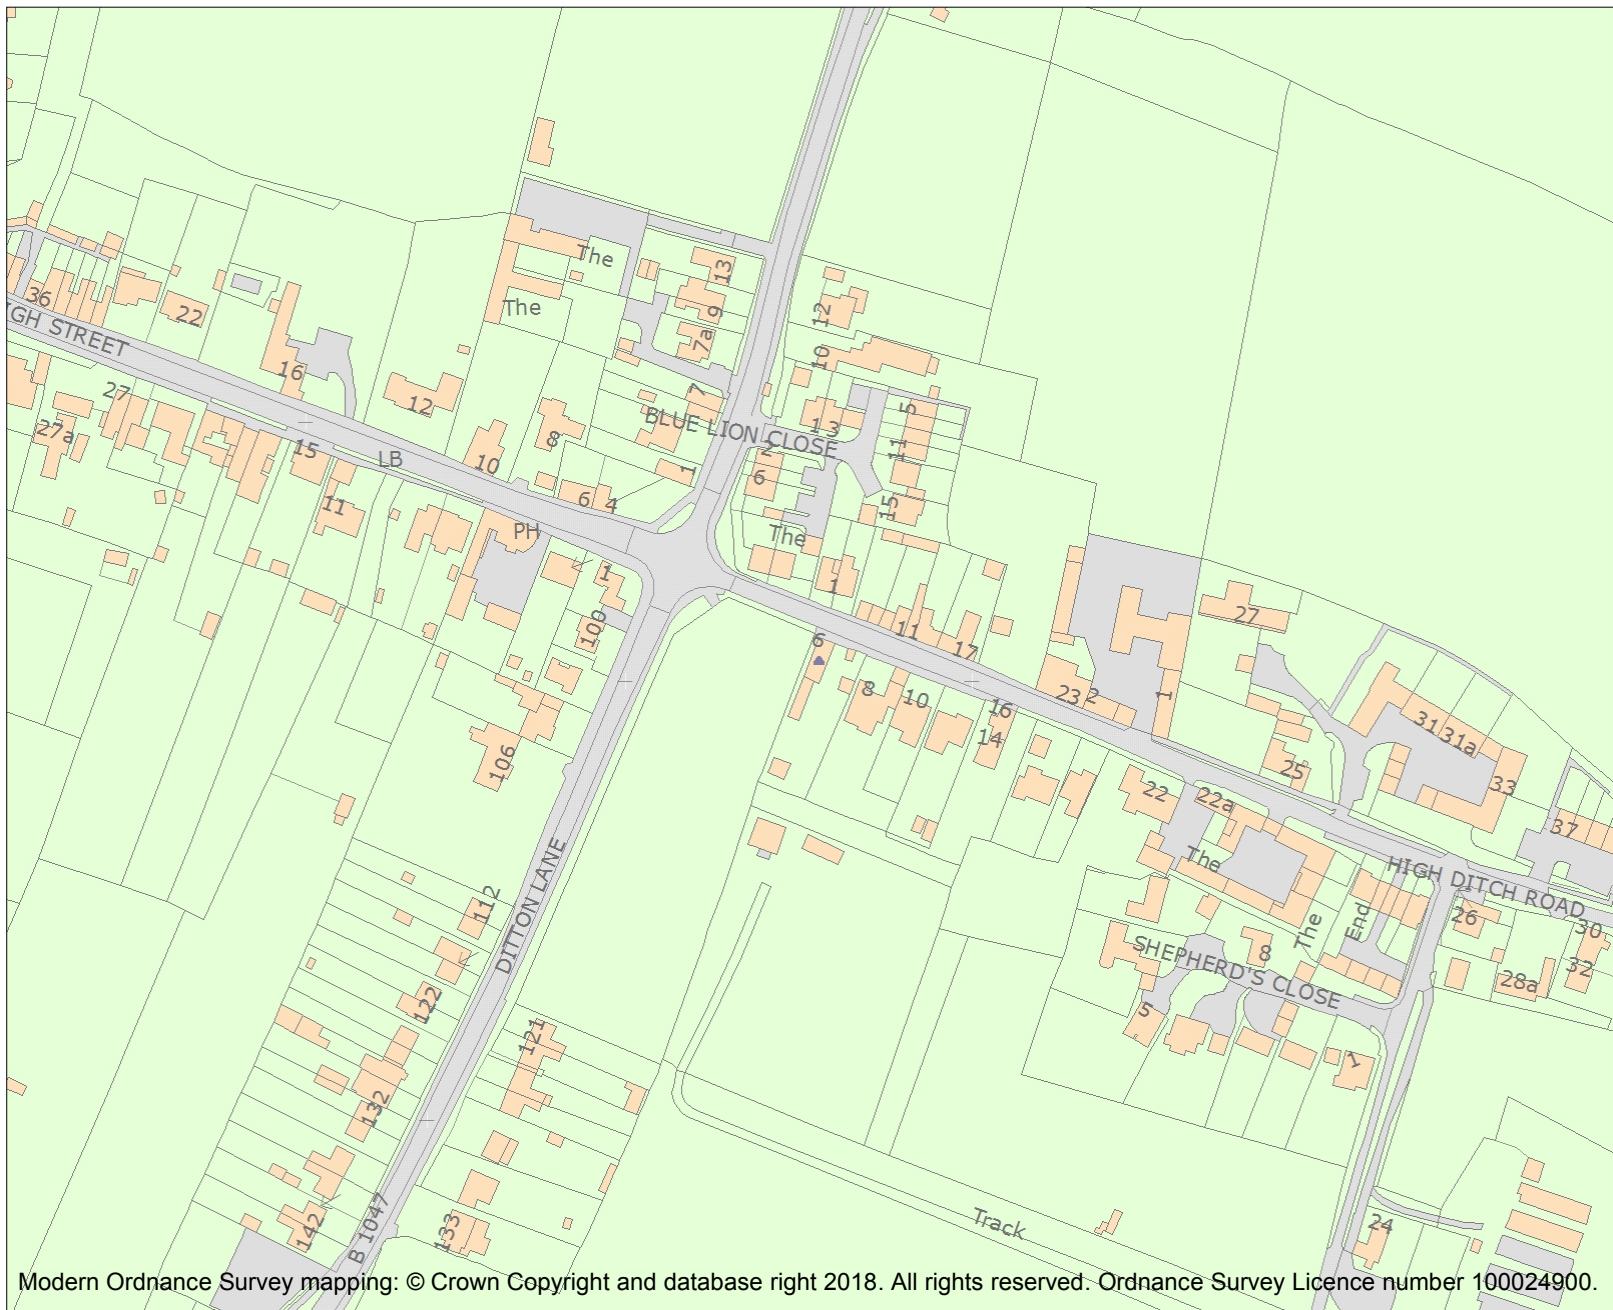 The
13
The
9
12
36
IGH STREET
22
7a
10
16
7
27
12
BLUE LION CLOSE
1 3
5
27a
8
2
11
15
LB
10
1
6
11
6 4
15
PH
The
1
1
100
6
11
27
17
8
10
23
2
1
16
14
31
31a
106
22
22a
25
33
37
The
HIGH DITCH ROAD
112
DITTON LANE
26
30
The
End
SHEPHERD'S CLOSE
8
32
28a
122
5
121
1
132
B 1047
142
133
Track
24
Modern Ordnance Survey mapping: © Crown Copyright and database right 2018. All rights reserved. Ordnance Survey Licence number 100024900.